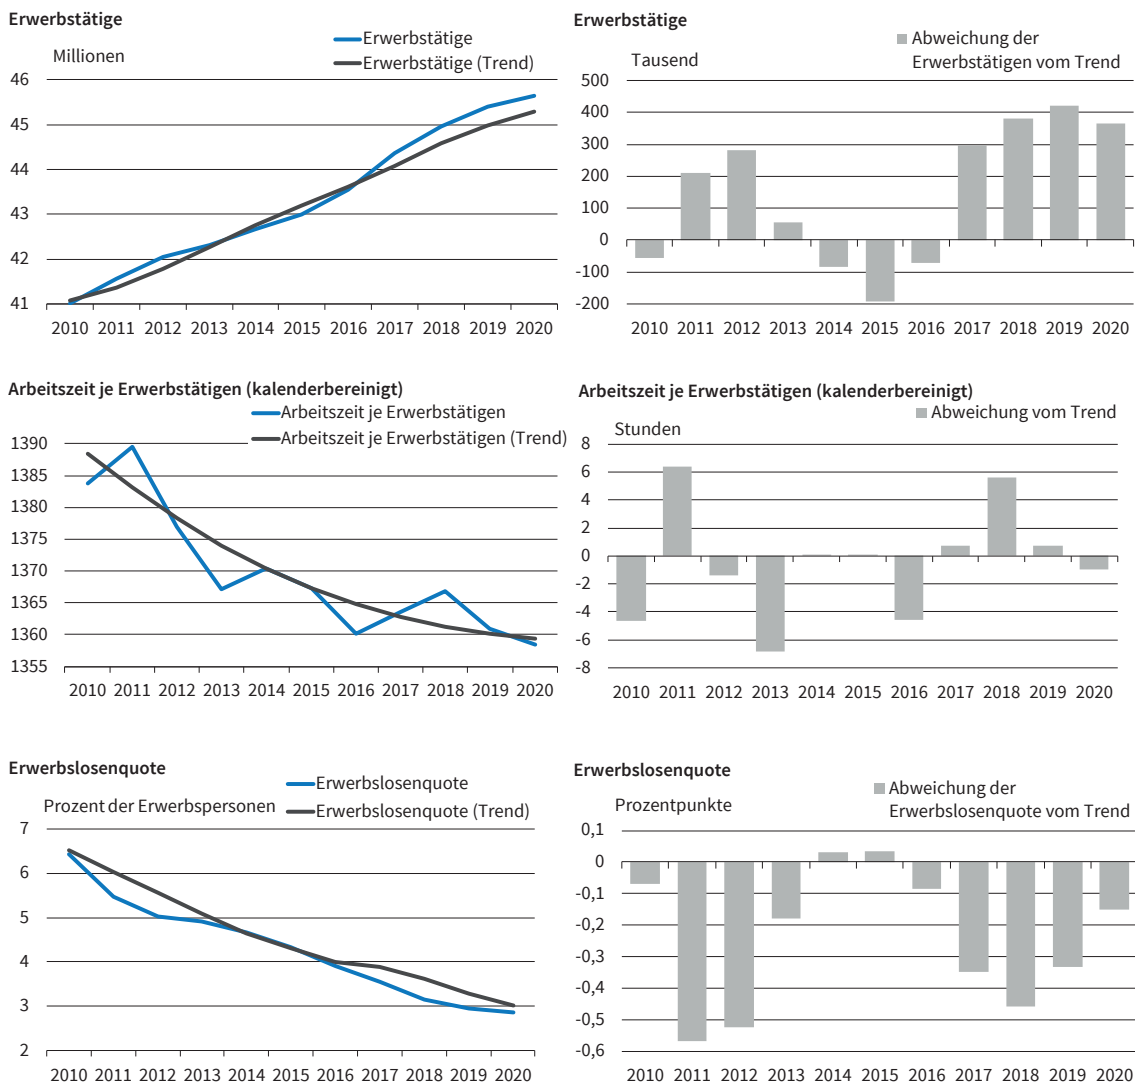 Erwerbstätige
Millionen
Erwerbstätige
Erwerbstätige (Trend)
46
45
44
43
42
41
2010 2011 2012 2013 2014 2015 2016 2017 2018 2019 2020
Erwerbstätige
Tausend
Abweichung der
Erwerbstätigen vom Trend
500
400
300
200
100
0
-100
-200
2010 2011 2012 2013 2014 2015 2016 2017 2018 2019 2020
Arbeitszeit je Erwerbstätigen (kalenderbereinigt)
Arbeitszeit je Erwerbstätigen
Arbeitszeit je Erwerbstätigen (Trend)
1390
1385
1380
1375
1370
1365
1360
1355
2010 2011 2012 2013 2014 2015 2016 2017 2018 2019 2020
Arbeitszeit je Erwerbstätigen (kalenderbereinigt)
Abweichung vom Trend
Stunden
8
6
4
2
0
-2
-4
-6
-8
2010 2011 2012 2013 2014 2015 2016 2017 2018 2019 2020
Erwerbslosenquote
Erwerbslosenquote
Prozent der Erwerbspersonen
Erwerbslosenquote (Trend)
7
6
5
4
3
2
2010 2011 2012 2013 2014 2015 2016 2017 2018 2019 2020
Erwerbslosenquote
Abweichung der
Prozentpunkte
Erwerbslosenquote vom Trend
0,1
0
-0,1
-0,2
-0,3
-0,4
-0,5
-0,6
2010 2011 2012 2013 2014 2015 2016 2017 2018 2019 2020